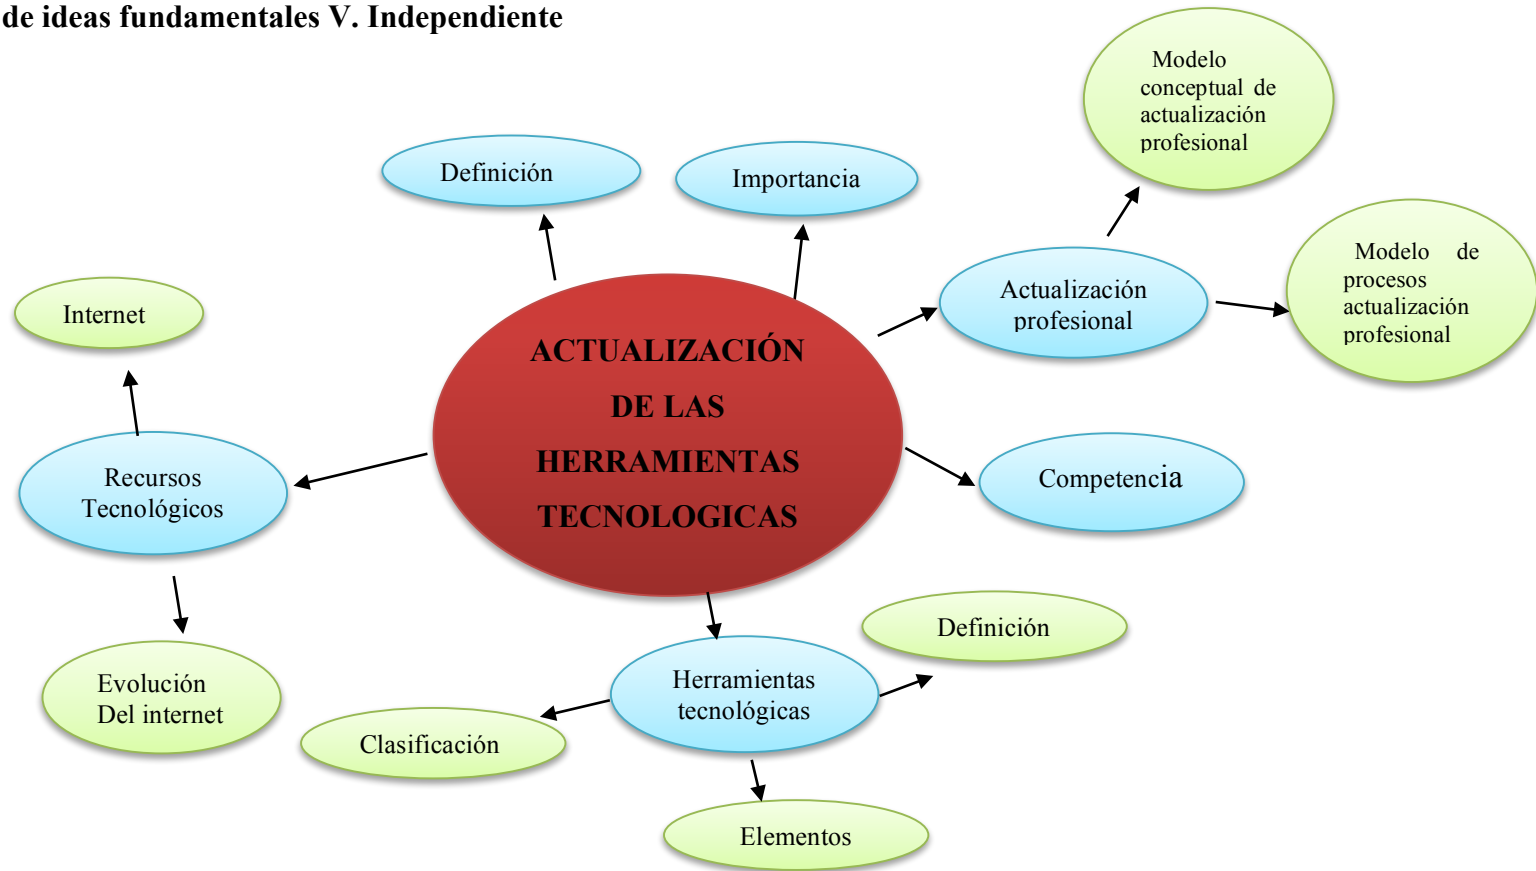 de ideas fundamentales V. Independiente
Modelo
conceptual de
actualización
profesional
Definición
Importancia
Modelo de
procesos
actualización
profesional
Actualización
profesional
Internet
ACTUALIZACIÓN
DE LAS
HERRAMIENTAS
TECNOLOGICAS
Recursos
Tecnológicos
Competencia
Definición
Evolución
Del internet
Herramientas
tecnológicas
Clasificación
Elementos